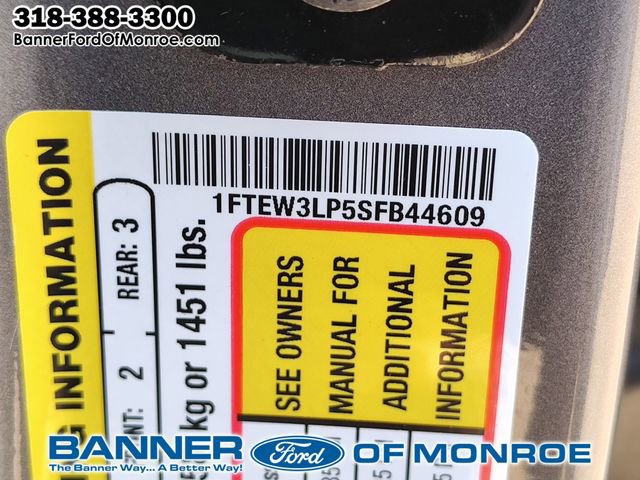 318-388-3300
BannerFordOfMonroe.com
1FTEW3LP5SFB44609
INFORMATION
REAR: 3
2
kg or 1451 lbs.
SEE OWNERS
MANUAL FOR
ADDITIONAL
INFORMATION
BANNER Ford OF MONROE
The Banner Way... A Better Way!